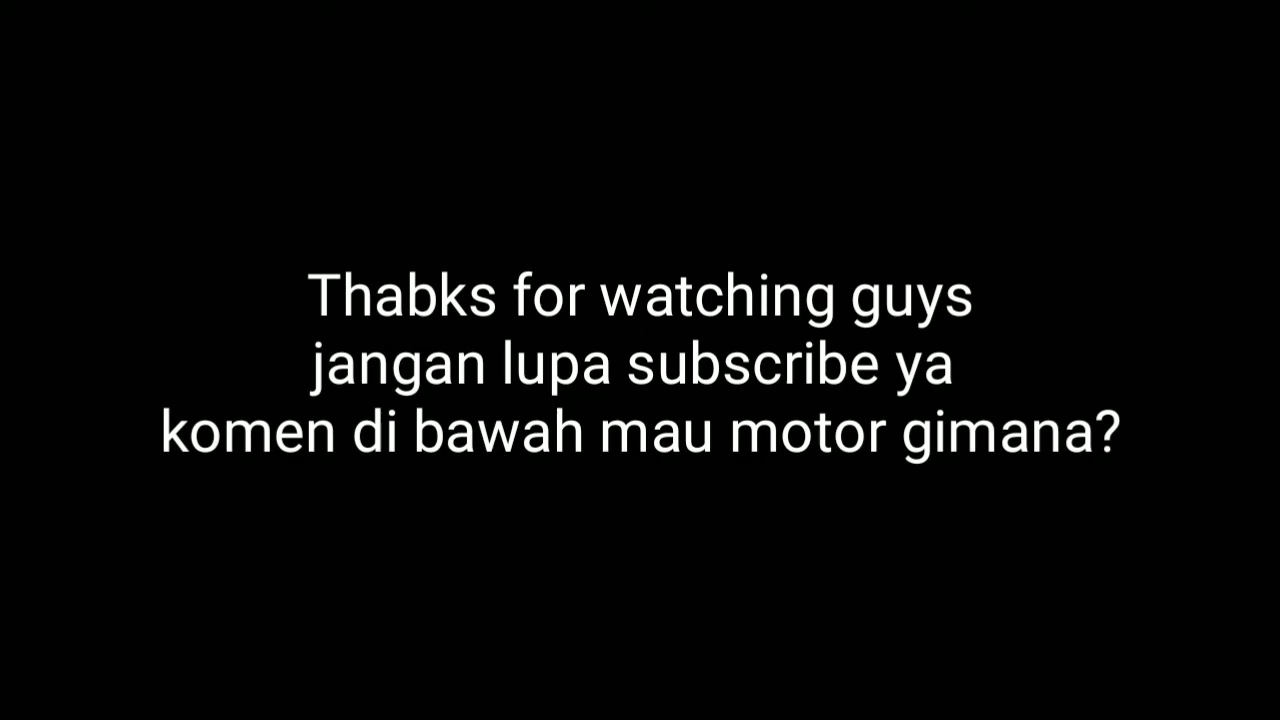 Thabks for watching guys
jangan lupa subscribe ya
komen di bawah mau motor gimana?